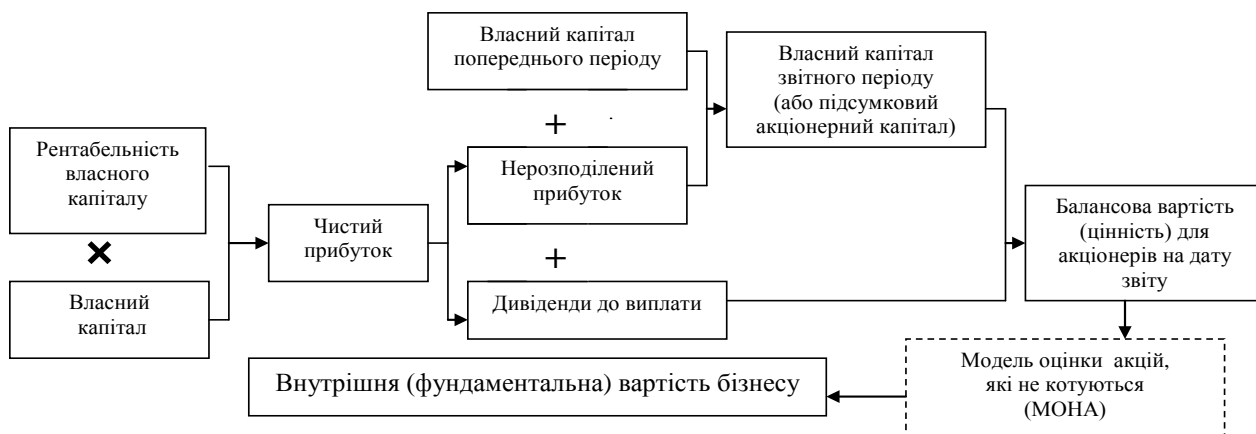 Власний капітал
попереднього періоду
Власний капітал
звітного періоду
(або підсумковий
акціонерний капітал)
+
Рентабельність
власного
капіталу
Нерозподілений
прибуток
×
Чистий
прибуток
+
Балансова вартість
(цінність) для
акціонерів на дату
звіту
Власний
капітал
Дивіденди до виплати
Внутрішня (фундаментальна) вартість бізнесу
Модель оцінки акцій,
які не котуються
(МОНА)